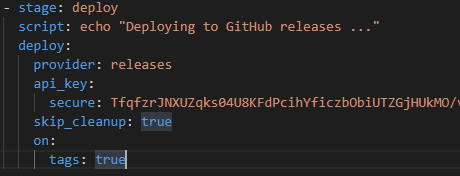 - stage: deploy
script: echo "Deploying to GitHub releases ..."
deploy:
provider: releases
api_key:
secure: TfqfzrJNXUZqks04U8KFdPcihYficzbObiUTZGjHUkMO/
skip_cleanup: true
on:
tags: true